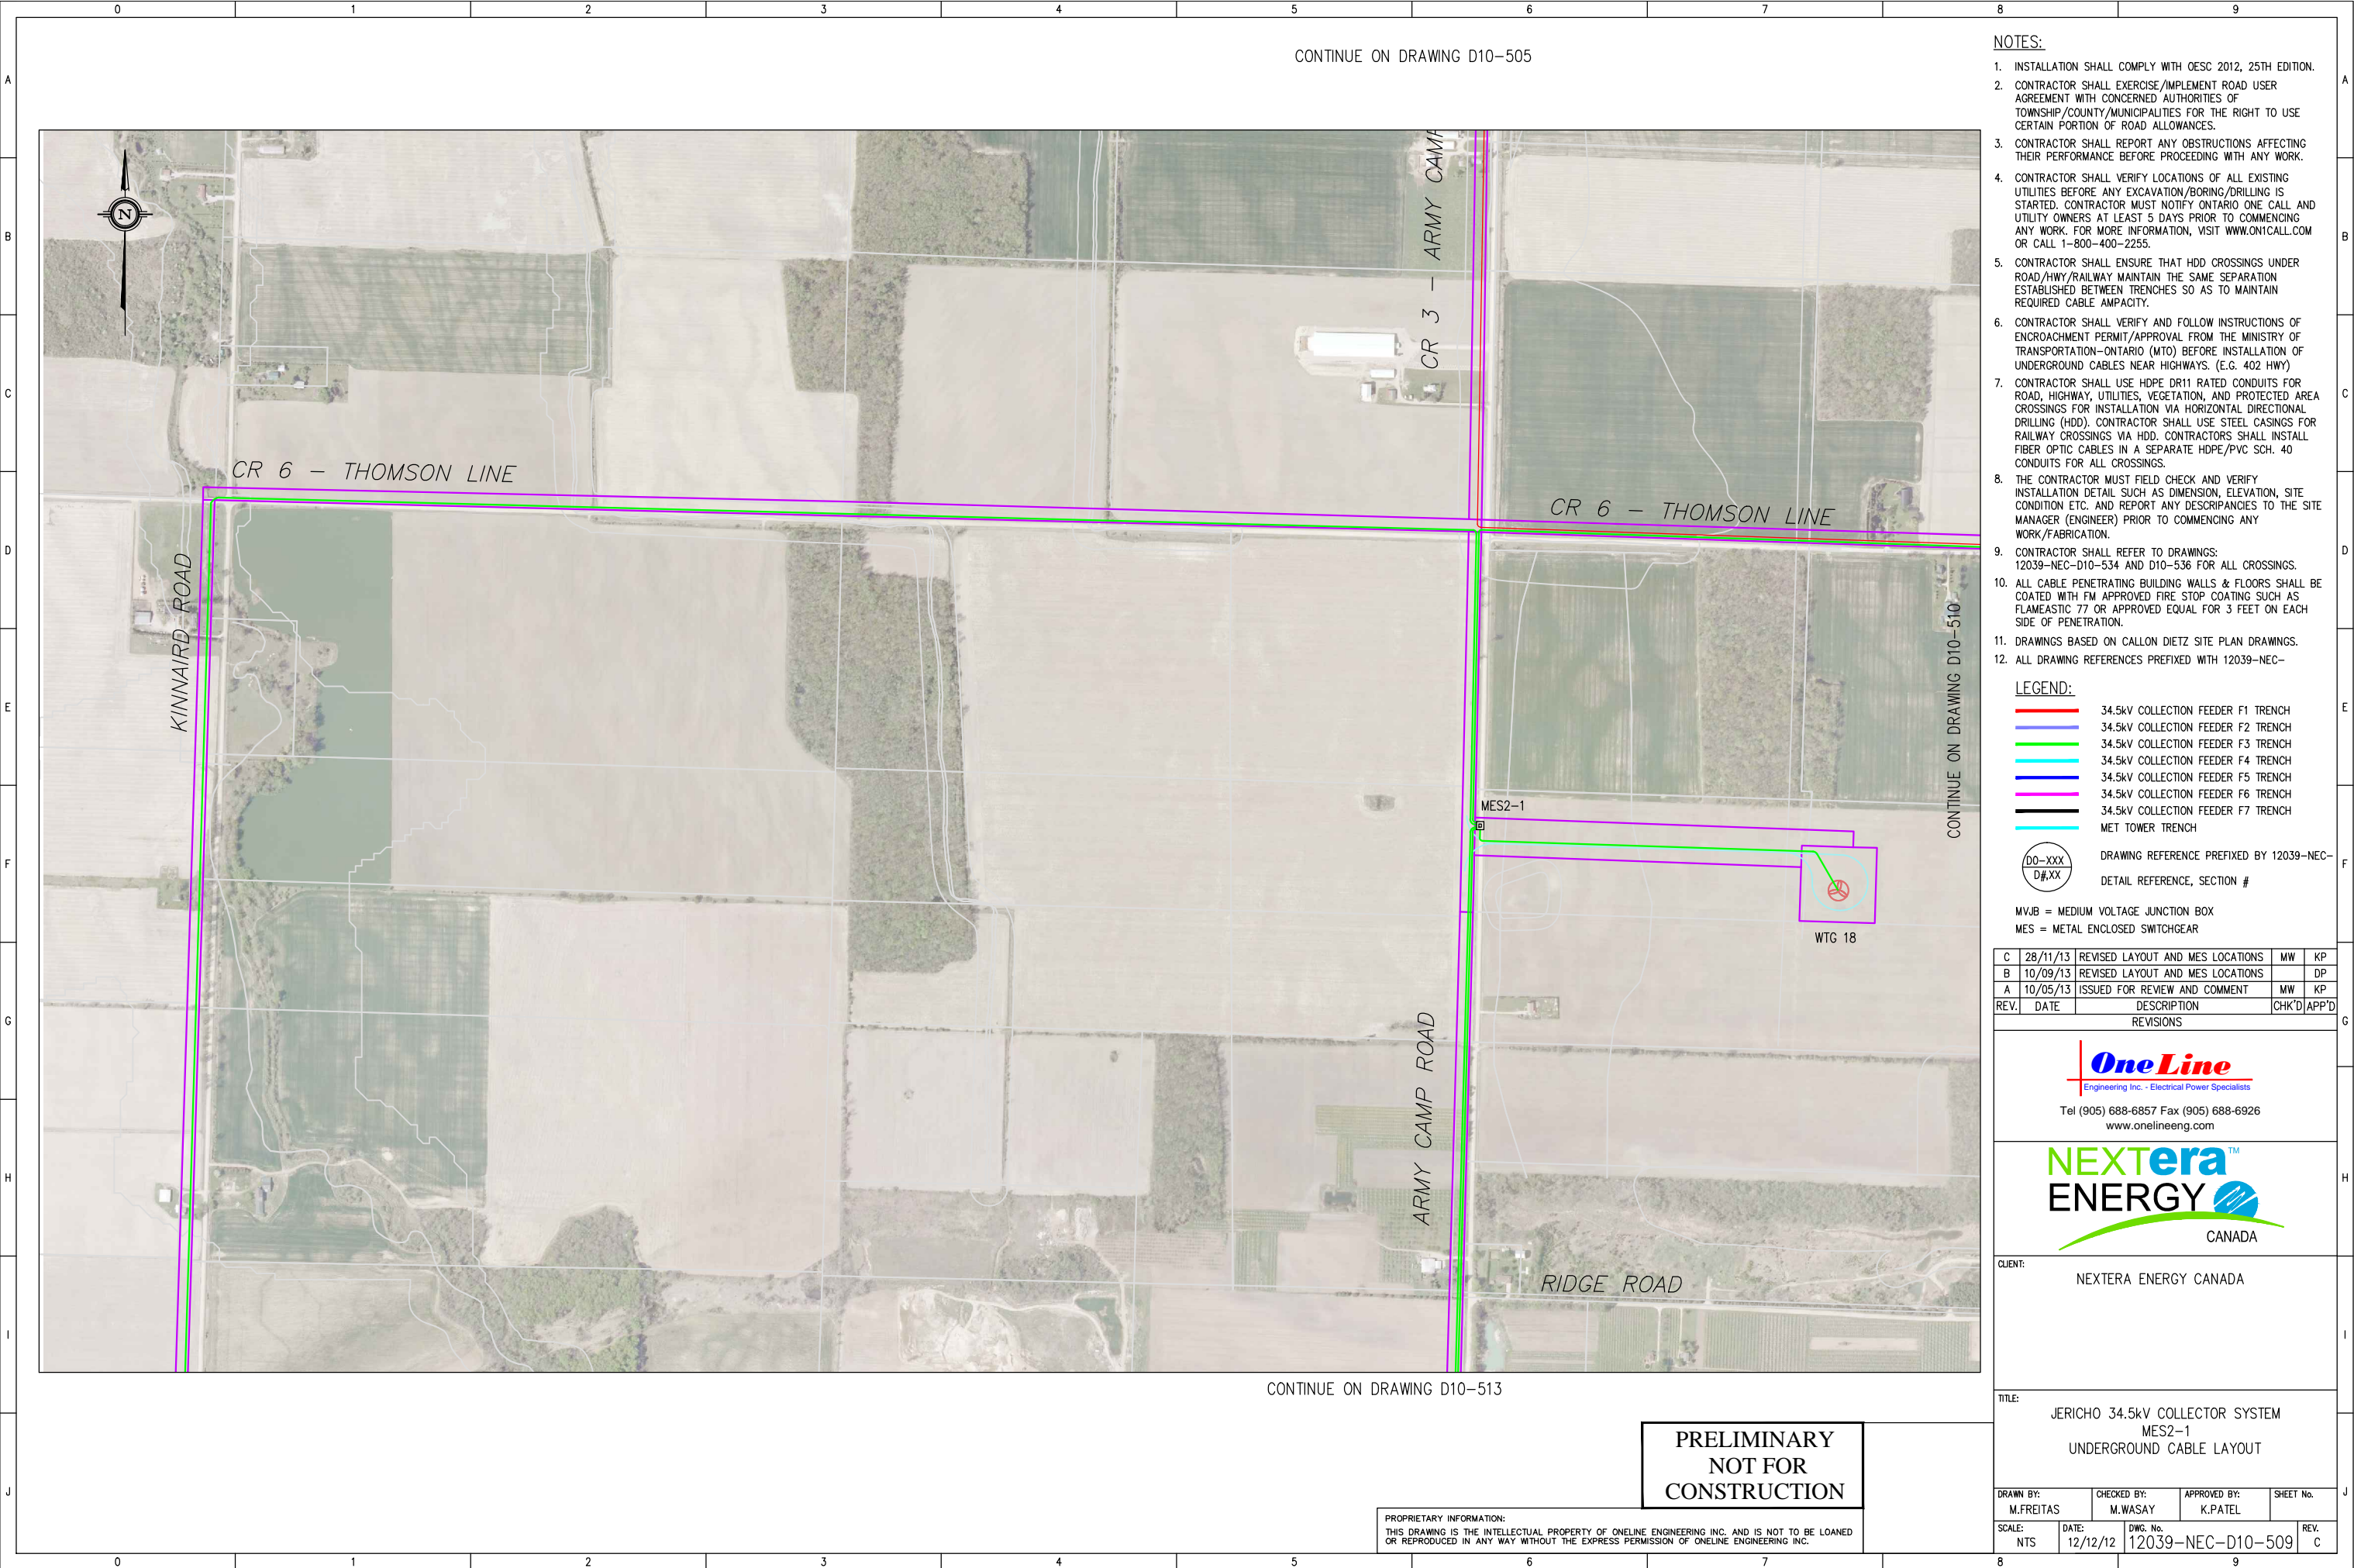 0 1 2 3 4 5 6 7 8 9
A
B
C
D
E
F
G
H
I
J
CONTINUE ON DRAWING D10-505
N
CR 3 - ARMY CAMP
CR 6 - THOMSON LINE
CR 6 - THOMSON LINE
KINNAIRD ROAD
CONTINUE ON DRAWING D10-510
MES2-1
WTG 18
ARMY CAMP ROAD
RIDGE ROAD
CONTINUE ON DRAWING D10-513
PRELIMINARY
NOT FOR
CONSTRUCTION
PROPRIETARY INFORMATION:
THIS DRAWING IS THE INTELLECTUAL PROPERTY OF ONELINE ENGINEERING INC. AND IS NOT TO BE LOANED
OR REPRODUCED IN ANY WAY WITHOUT THE EXPRESS PERMISSION OF ONELINE ENGINEERING INC.
NOTES:
1. INSTALLATION SHALL COMPLY WITH OESC 2012, 25TH EDITION.
2. CONTRACTOR SHALL EXERCISE/IMPLEMENT ROAD USER
AGREEMENT WITH CONCERNED AUTHORITIES OF
TOWNSHIP/COUNTY/MUNICIPALITIES FOR THE RIGHT TO USE
CERTAIN PORTION OF ROAD ALLOWANCES.
3. CONTRACTOR SHALL REPORT ANY OBSTRUCTIONS AFFECTING
THEIR PERFORMANCE BEFORE PROCEEDING WITH ANY WORK.
4. CONTRACTOR SHALL VERIFY LOCATIONS OF ALL EXISTING
UTILITIES BEFORE ANY EXCAVATION/BORING/DRILLING IS
STARTED. CONTRACTOR MUST NOTIFY ONTARIO ONE CALL AND
UTILITY OWNERS AT LEAST 5 DAYS PRIOR TO COMMENCING
ANY WORK. FOR MORE INFORMATION, VISIT WWW.ON1CALL.COM
OR CALL 1-800-400-2255.
5. CONTRACTOR SHALL ENSURE THAT HDD CROSSINGS UNDER
ROAD/HWY/RAILWAY MAINTAIN THE SAME SEPARATION
ESTABLISHED BETWEEN TRENCHES SO AS TO MAINTAIN
REQUIRED CABLE AMPACITY.
6. CONTRACTOR SHALL VERIFY AND FOLLOW INSTRUCTIONS OF
ENCROACHMENT PERMIT/APPROVAL FROM THE MINISTRY OF
TRANSPORTATION-ONTARIO (MTO) BEFORE INSTALLATION OF
UNDERGROUND CABLES NEAR HIGHWAYS. (E.G. 402 HWY)
7. CONTRACTOR SHALL USE HDPE DR11 RATED CONDUITS FOR
ROAD, HIGHWAY, UTILITIES, VEGETATION, AND PROTECTED AREA
CROSSINGS FOR INSTALLATION VIA HORIZONTAL DIRECTIONAL
DRILLING (HDD). CONTRACTOR SHALL USE STEEL CASINGS FOR
RAILWAY CROSSINGS VIA HDD. CONTRACTORS SHALL INSTALL
FIBER OPTIC CABLES IN A SEPARATE HDPE/PVC SCH. 40
CONDUITS FOR ALL CROSSINGS.
8. THE CONTRACTOR MUST FIELD CHECK AND VERIFY
INSTALLATION DETAIL SUCH AS DIMENSION, ELEVATION, SITE
CONDITION ETC. AND REPORT ANY DESCRIPANCIES TO THE SITE
MANAGER (ENGINEER) PRIOR TO COMMENCING ANY
WORK/FABRICATION.
9. CONTRACTOR SHALL REFER TO DRAWINGS:
12039-NEC-D10-534 AND D10-536 FOR ALL CROSSINGS.
10. ALL CABLE PENETRATING BUILDING WALLS & FLOORS SHALL BE
COATED WITH FM APPROVED FIRE STOP COATING SUCH AS
FLAMEASTIC 77 OR APPROVED EQUAL FOR 3 FEET ON EACH
SIDE OF PENETRATION.
11. DRAWINGS BASED ON CALLON DIETZ SITE PLAN DRAWINGS.
12. ALL DRAWING REFERENCES PREFIXED WITH 12039-NEC-
LEGEND:
34.5kV COLLECTION FEEDER F1 TRENCH
34.5kV COLLECTION FEEDER F2 TRENCH
34.5kV COLLECTION FEEDER F3 TRENCH
34.5kV COLLECTION FEEDER F4 TRENCH
34.5kV COLLECTION FEEDER F5 TRENCH
34.5kV COLLECTION FEEDER F6 TRENCH
34.5kV COLLECTION FEEDER F7 TRENCH
MET TOWER TRENCH
DO-XXX DRAWING REFERENCE PREFIXED BY 12039-NEC-
D#,XX DETAIL REFERENCE, SECTION #
MVJB = MEDIUM VOLTAGE JUNCTION BOX
MES = METAL ENCLOSED SWITCHGEAR
C 28/11/13 REVISED LAYOUT AND MES LOCATIONS MW KP
B 10/09/13 REVISED LAYOUT AND MES LOCATIONS DP
A 10/05/13 ISSUED FOR REVIEW AND COMMENT MW KP
REV. DATE DESCRIPTION CHK'D APP'D
REVISIONS
OneLine
Engineering Inc. - Electrical Power Specialists
Tel (905) 688-6857 Fax (905) 688-6926
www.onelineeng.com
NEXTera™
ENERGY
CANADA
CLIENT:
NEXTERA ENERGY CANADA
TITLE:
JERICHO 34.5kV COLLECTOR SYSTEM
MES2-1
UNDERGROUND CABLE LAYOUT
DRAWN BY: CHECKED BY: APPROVED BY: SHEET No.
M.FREITAS M.WASAY K.PATEL
SCALE: DATE: DWG. No. REV.
NTS 12/12/12 12039-NEC-D10-509 C
A
B
C
D
E
F
G
H
I
J
0 1 2 3 4 5 6 7 8 9